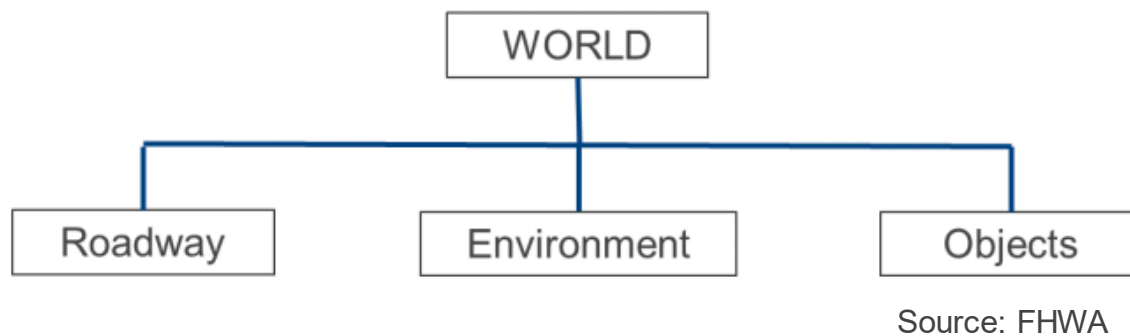 WORLD
Roadway
Environment
Objects
Source: FHWA